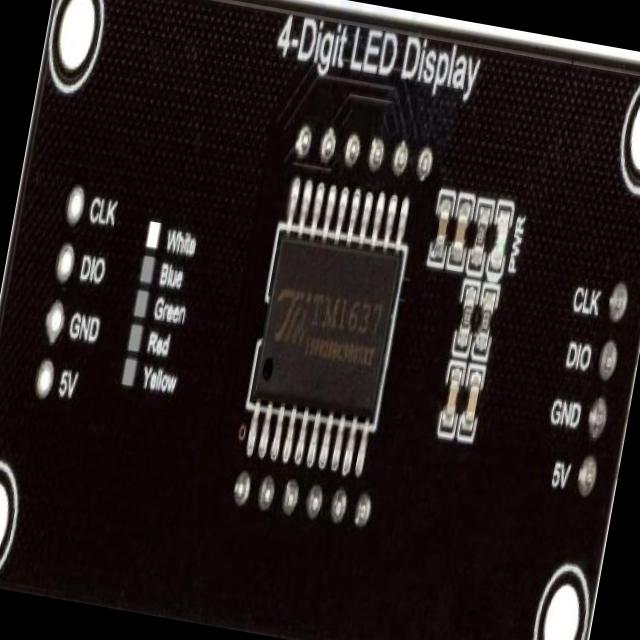 4-Digit LED Display
CLK
DIO
GND
5V
White
Blue
Green
Red
Yellow
TM1637
PWR
CLK
DIO
GND
5V